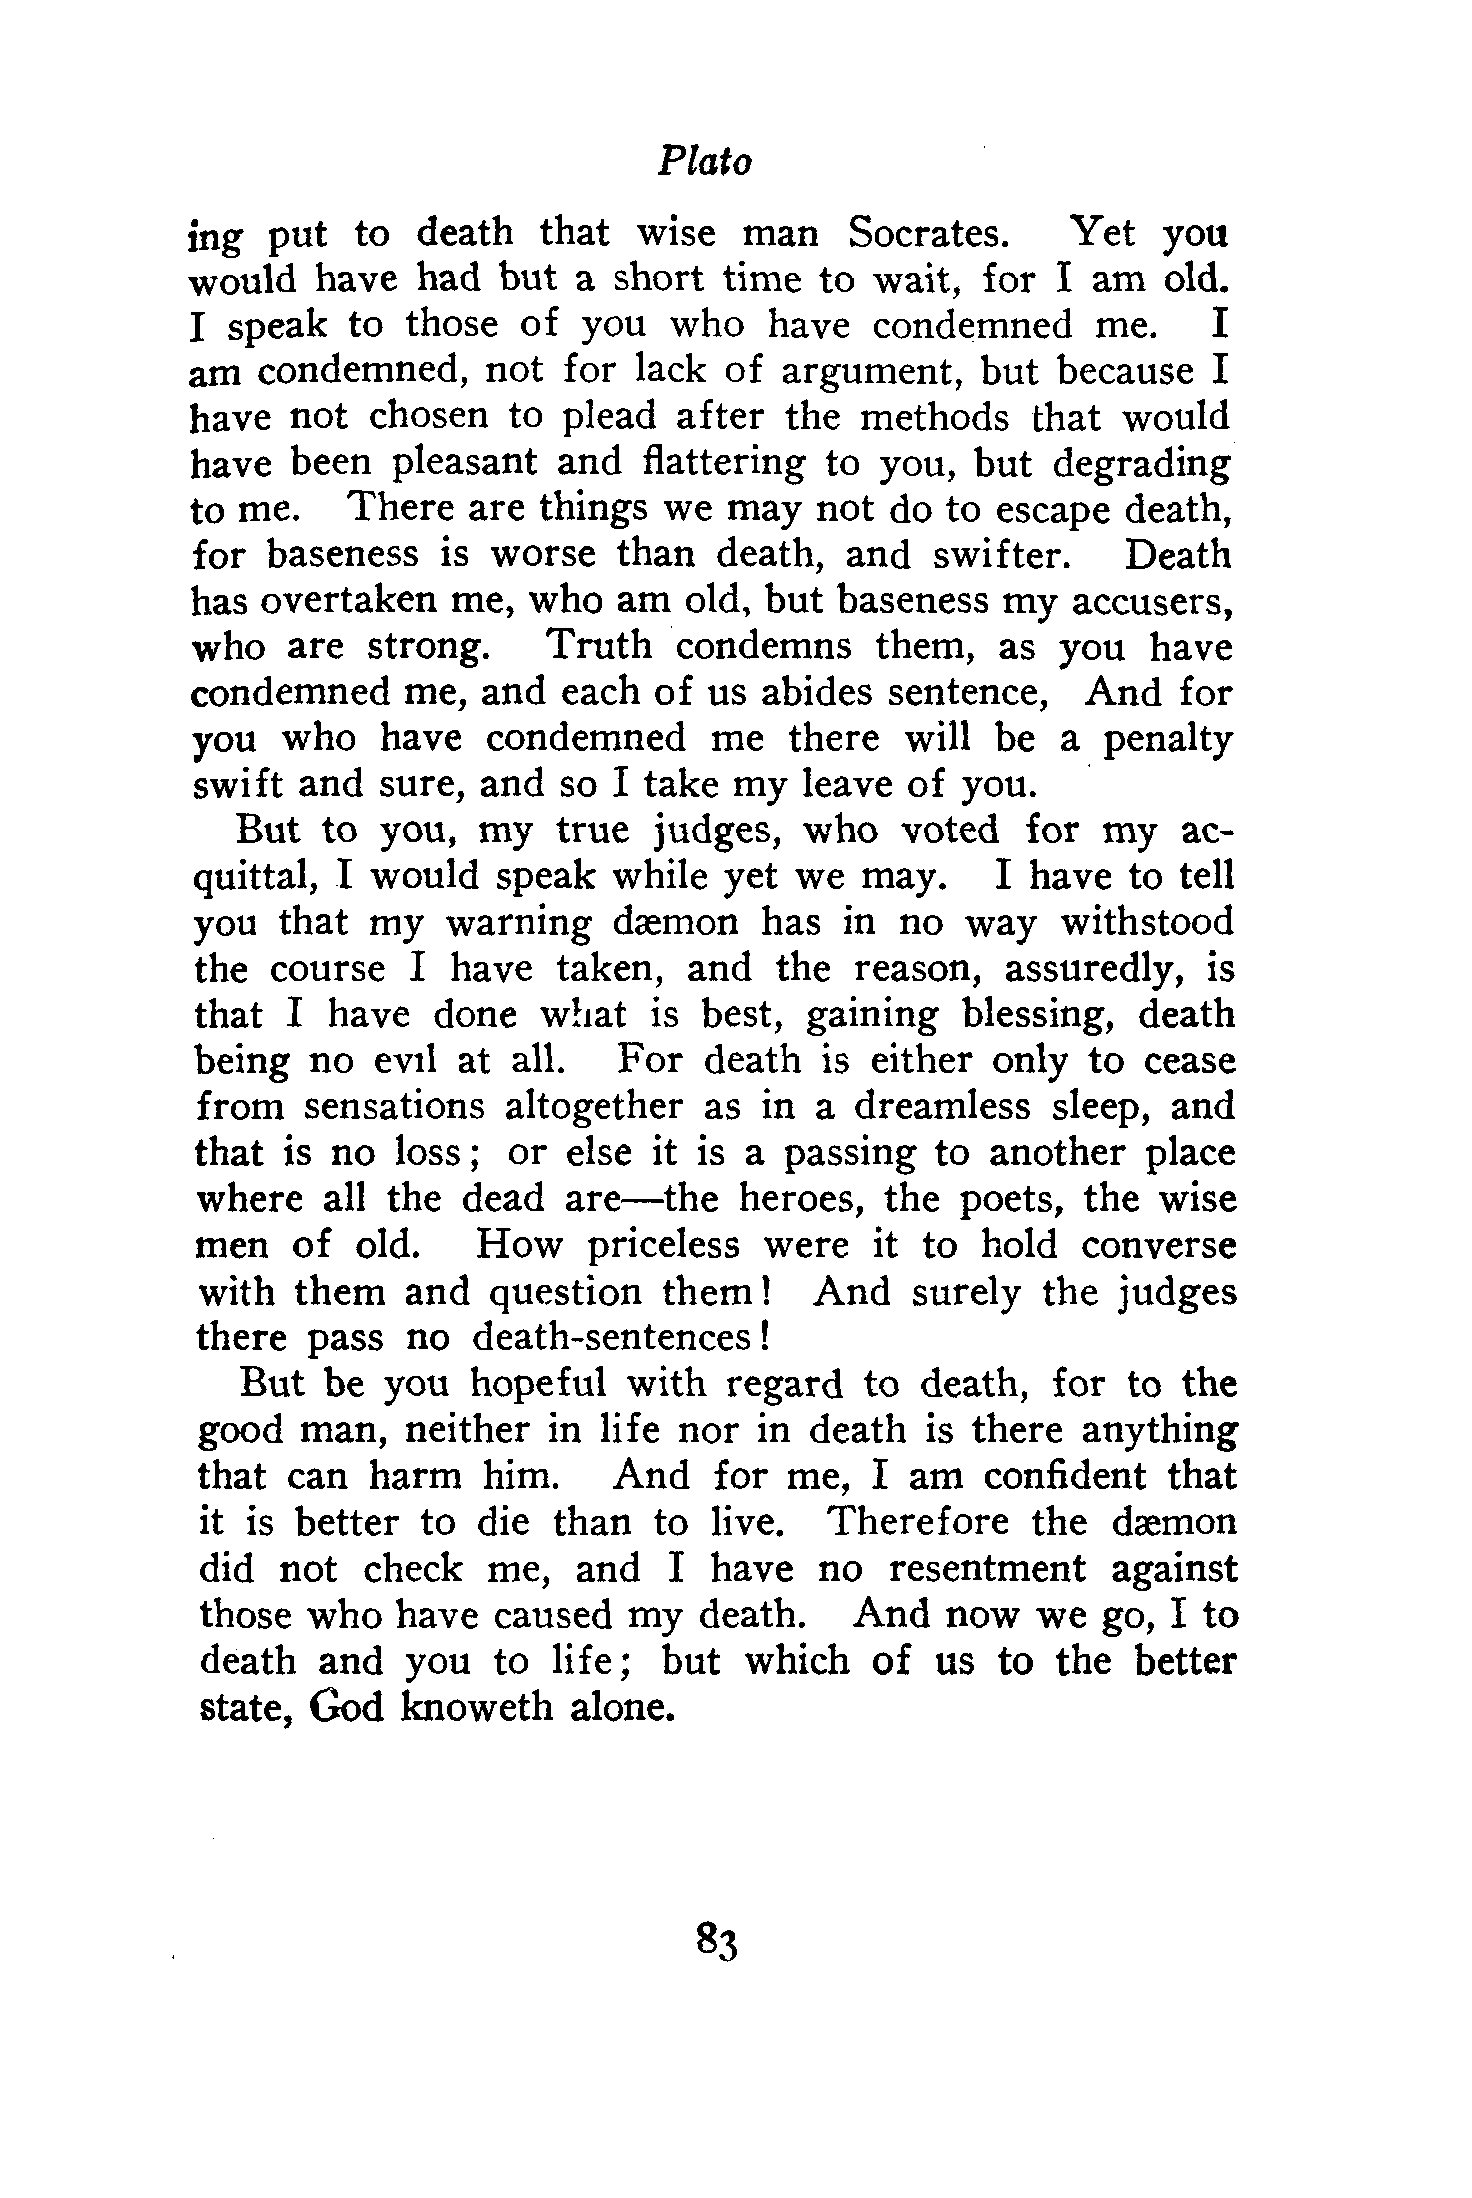 Plato
ing put to death that wise man Socrates. Yet you
would have had but a short time to wait, for I am old.
I speak to those of you who have condemned me. I
am condemned, not for lack of argument, but because I
have not chosen to plead after the methods that would
have been pleasant and flattering to you, but degrading
to me. There are things we may not do to escape death,
for baseness is worse than death, and swifter. Death
has overtaken me, who am old, but baseness my accusers,
who are strong. Truth condemns them, as you have
condemned me, and each of us abides sentence, And for
you who have condemned me there will be a penalty
swift and sure, and so I take my leave of you.
But to you, my true judges, who voted for my ac-
quittal, I would speak while yet we may. I have to tell
you that my warning dæmon has in no way withstood
the course I have taken, and the reason, assuredly, is
that I have done what is best, gaining blessing, death
being no evil at all. For death is either only to cease
from sensations altogether as in a dreamless sleep, and
that is no loss; or else it is a passing to another place
where all the dead are—the heroes, the poets, the wise
men of old. How priceless were it to hold converse
with them and question them! And surely the judges
there pass no death-sentences!
But be you hopeful with regard to death, for to the
good man, neither in life nor in death is there anything
that can harm him. And for me, I am confident that
it is better to die than to live. Therefore the dæmon
did not check me, and I have no resentment against
those who have caused my death. And now we go, I to
death and you to life; but which of us to the better
state, God knoweth alone.
83